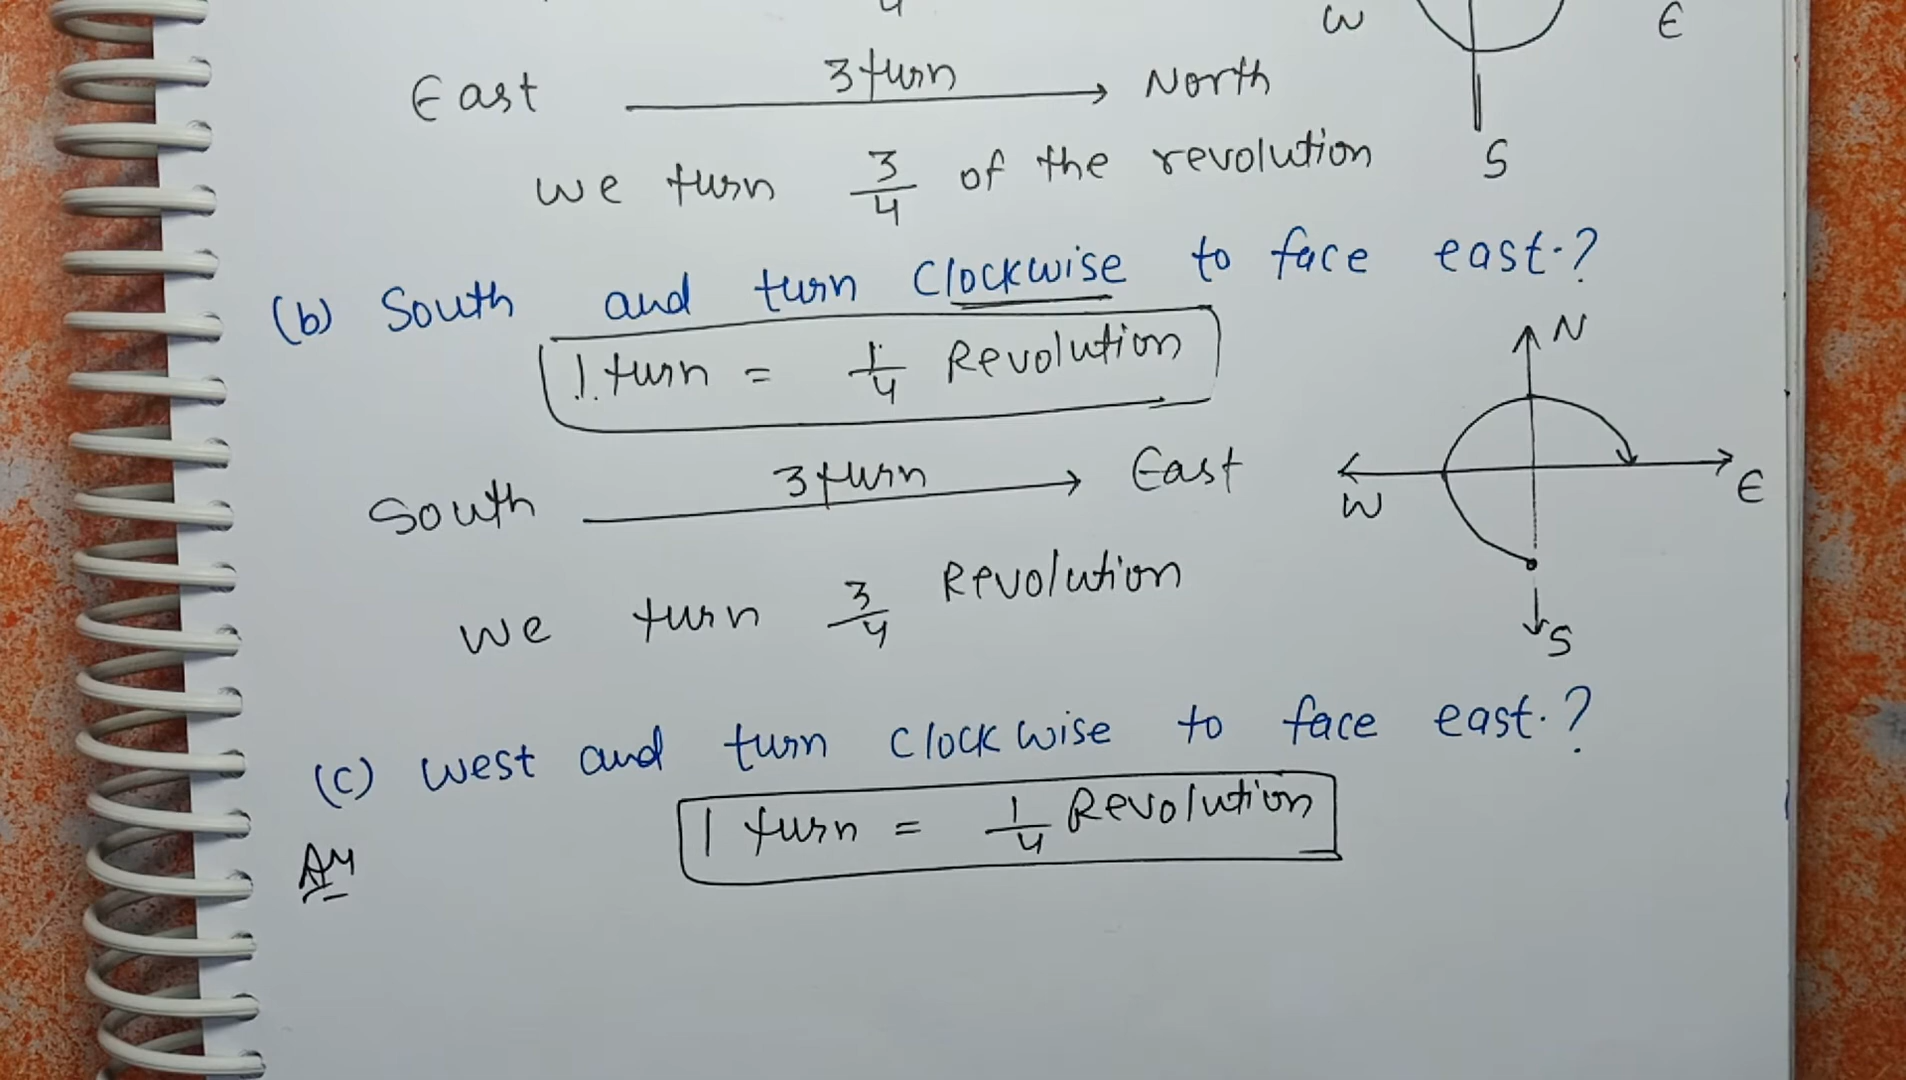 4
W E
East 3 turn North
we turn 3/4 of the revolution
S
(b) South and turn Clockwise to face east.?
1 turn = 1/4 Revolution
N
South 3 turn East
W E
we turn 3/4 Revolution
S
(c) west and turn clockwise to face east.?
1 turn = 1/4 Revolution